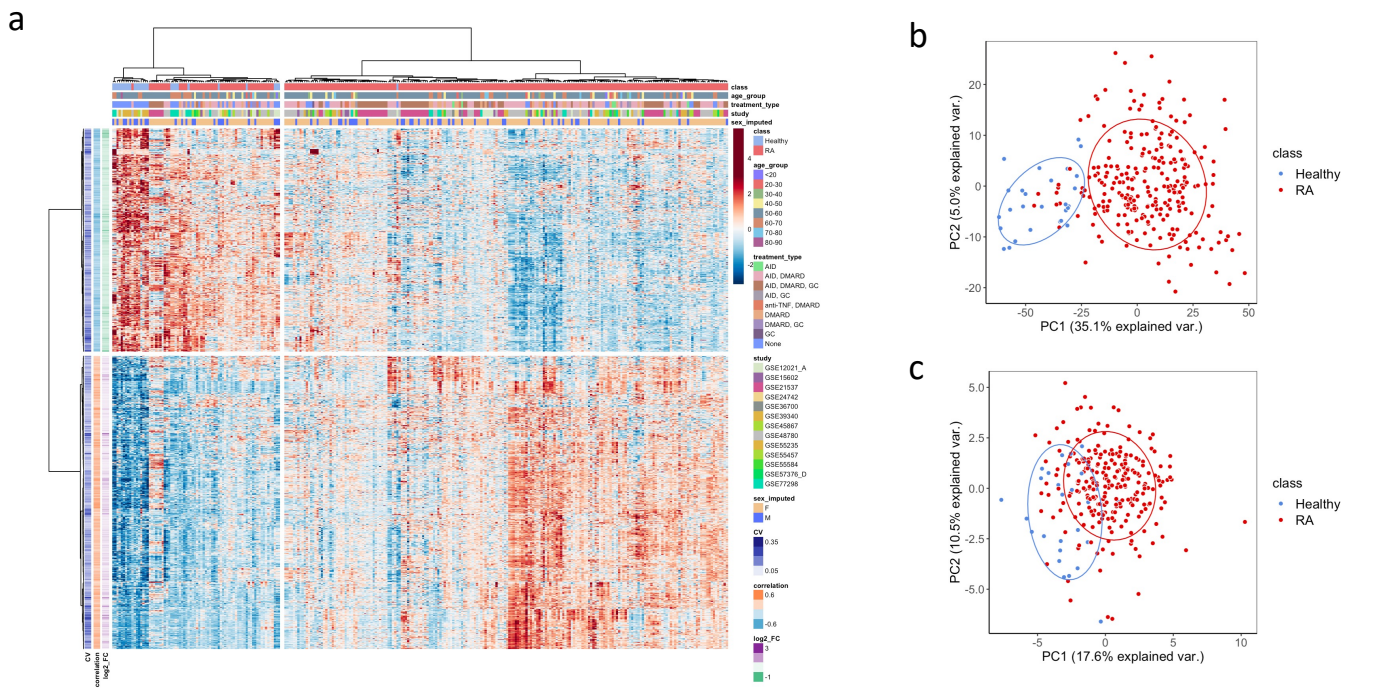 a
class
age_group
treatment_type
study
sex_imputed
class
Healthy
RA
age_group
<20
20-30
30-40
40-50
50-60
60-70
70-80
80-90
treatment_type
AID
AID, DMARD
AID, DMARD, GC
AID, GC
anti-TNF, DMARD
DMARD
DMARD, GC
GC
None
study
GSE12021_A
GSE15602
GSE21537
GSE24742
GSE36700
GSE39340
GSE45867
GSE48780
GSE55235
GSE55457
GSE55584
GSE57376_D
GSE77298
sex_imputed
F
M
CV
0.35
0.05
correlation
0.6
-0.6
log2_FC
3
-1
4
2
0
-2
CV
correlation
log2_FC
b
PC2 (5.0% explained var.)
20
10
0
-10
-20
-50
-25
0
25
50
PC1 (35.1% explained var.)
class
Healthy
RA
c
PC2 (10.5% explained var.)
5.0
2.5
0.0
-2.5
-5.0
-5
0
5
10
PC1 (17.6% explained var.)
class
Healthy
RA